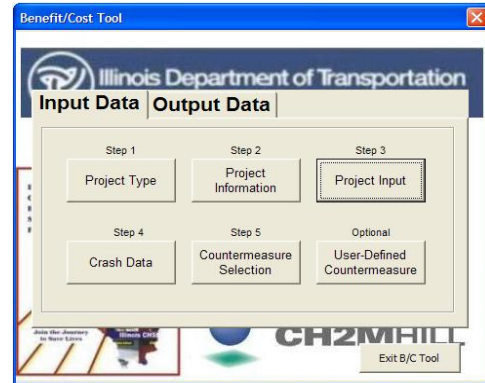 Benefit/Cost Tool
Illinois Department of Transportation
Input Data
Output Data
Step 1
Step 2
Step 3
Project Type
Project
Information
Project Input
Step 4
Step 5
Optional
Crash Data
Countermeasure
Selection
User-Defined
Countermeasure
Join the Journey
to Save Lives
Illinois CHSP
CH2MHILL
Exit B/C Tool